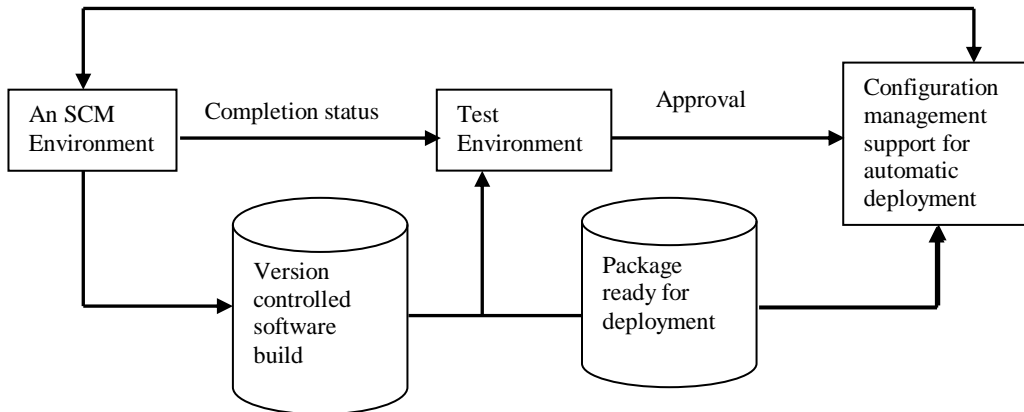 An SCM
Environment
Completion status
Test
Environment
Approval
Configuration
management
support for
automatic
deployment
Version
controlled
software
build
Package
ready for
deployment